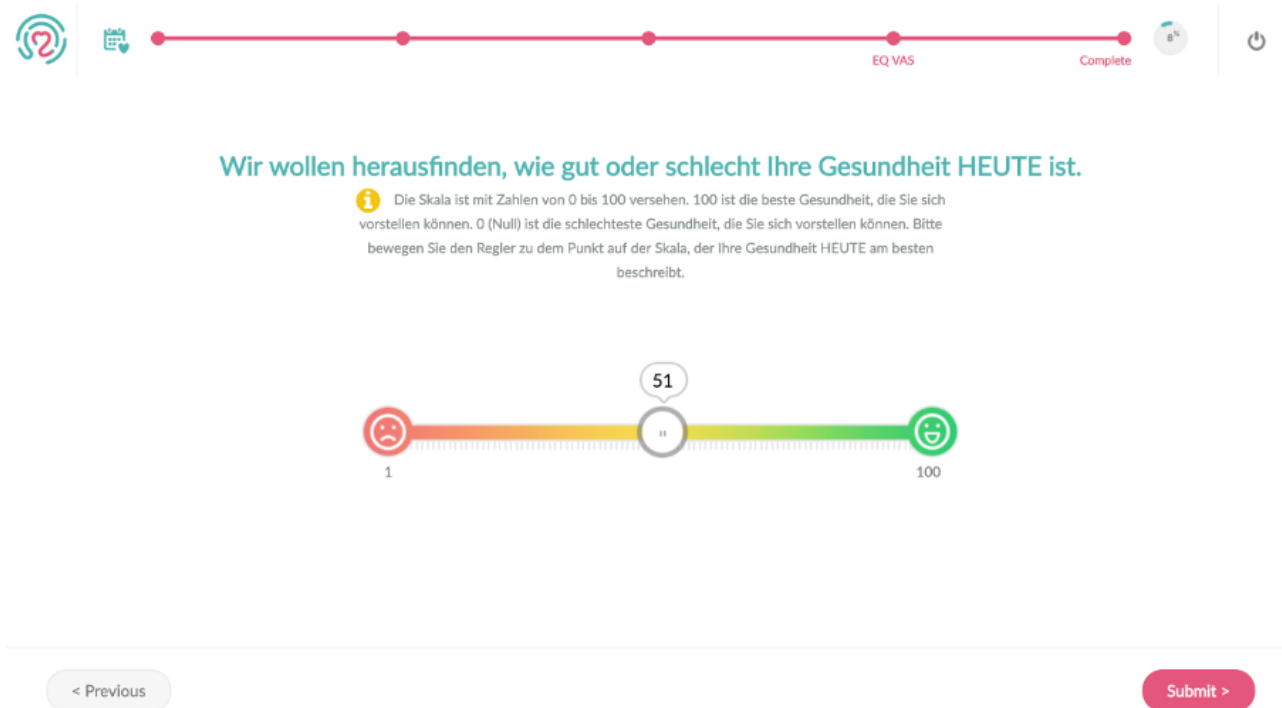 8%
EQ VAS
Complete
Wir wollen herausfinden, wie gut oder schlecht Ihre Gesundheit HEUTE ist.
Die Skala ist mit Zahlen von 0 bis 100 versehen. 100 ist die beste Gesundheit, die Sie sich
vorstellen können. 0 (Null) ist die schlechteste Gesundheit, die Sie sich vorstellen können. Bitte
bewegen Sie den Regler zu dem Punkt auf der Skala, der Ihre Gesundheit HEUTE am besten
beschreibt.
51
1
100
< Previous
Submit >